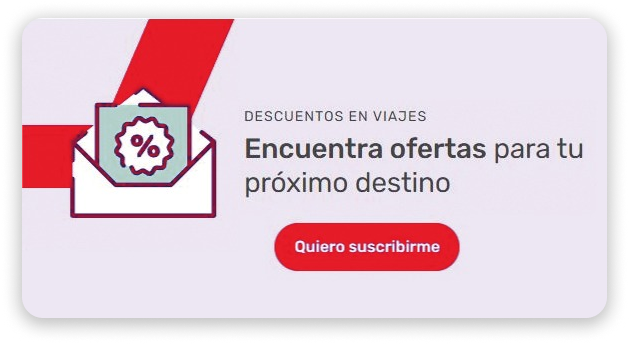 %
DESCUENTOS EN VIAJES
Encuentra ofertas para tu
próximo destino
Quiero suscribirme